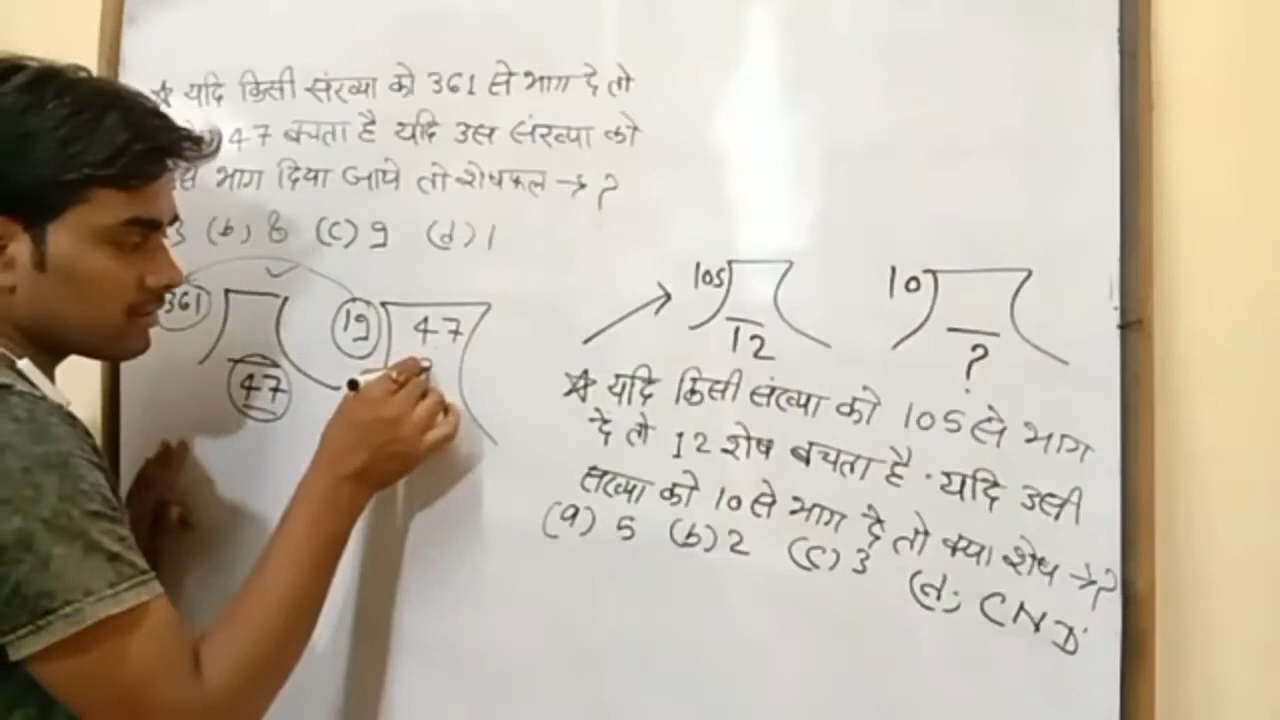 ☆ यदि किसी संख्या को 361 से भाग दे तो
47 बचता है यदि उस संख्या को
से भाग दिया जाये तो शेषफल → ?
3 (b) 8 (c) 9 (d) 1
361
47
19
47
105
12
10
?
☆ यदि किसी संख्या को 105 से भाग
दे तो 12 शेष बचता है . यदि उसी
संख्या को 10 से भाग दे तो क्या शेष → ?
(a) 5 (b) 2 (c) 3 (d) CND